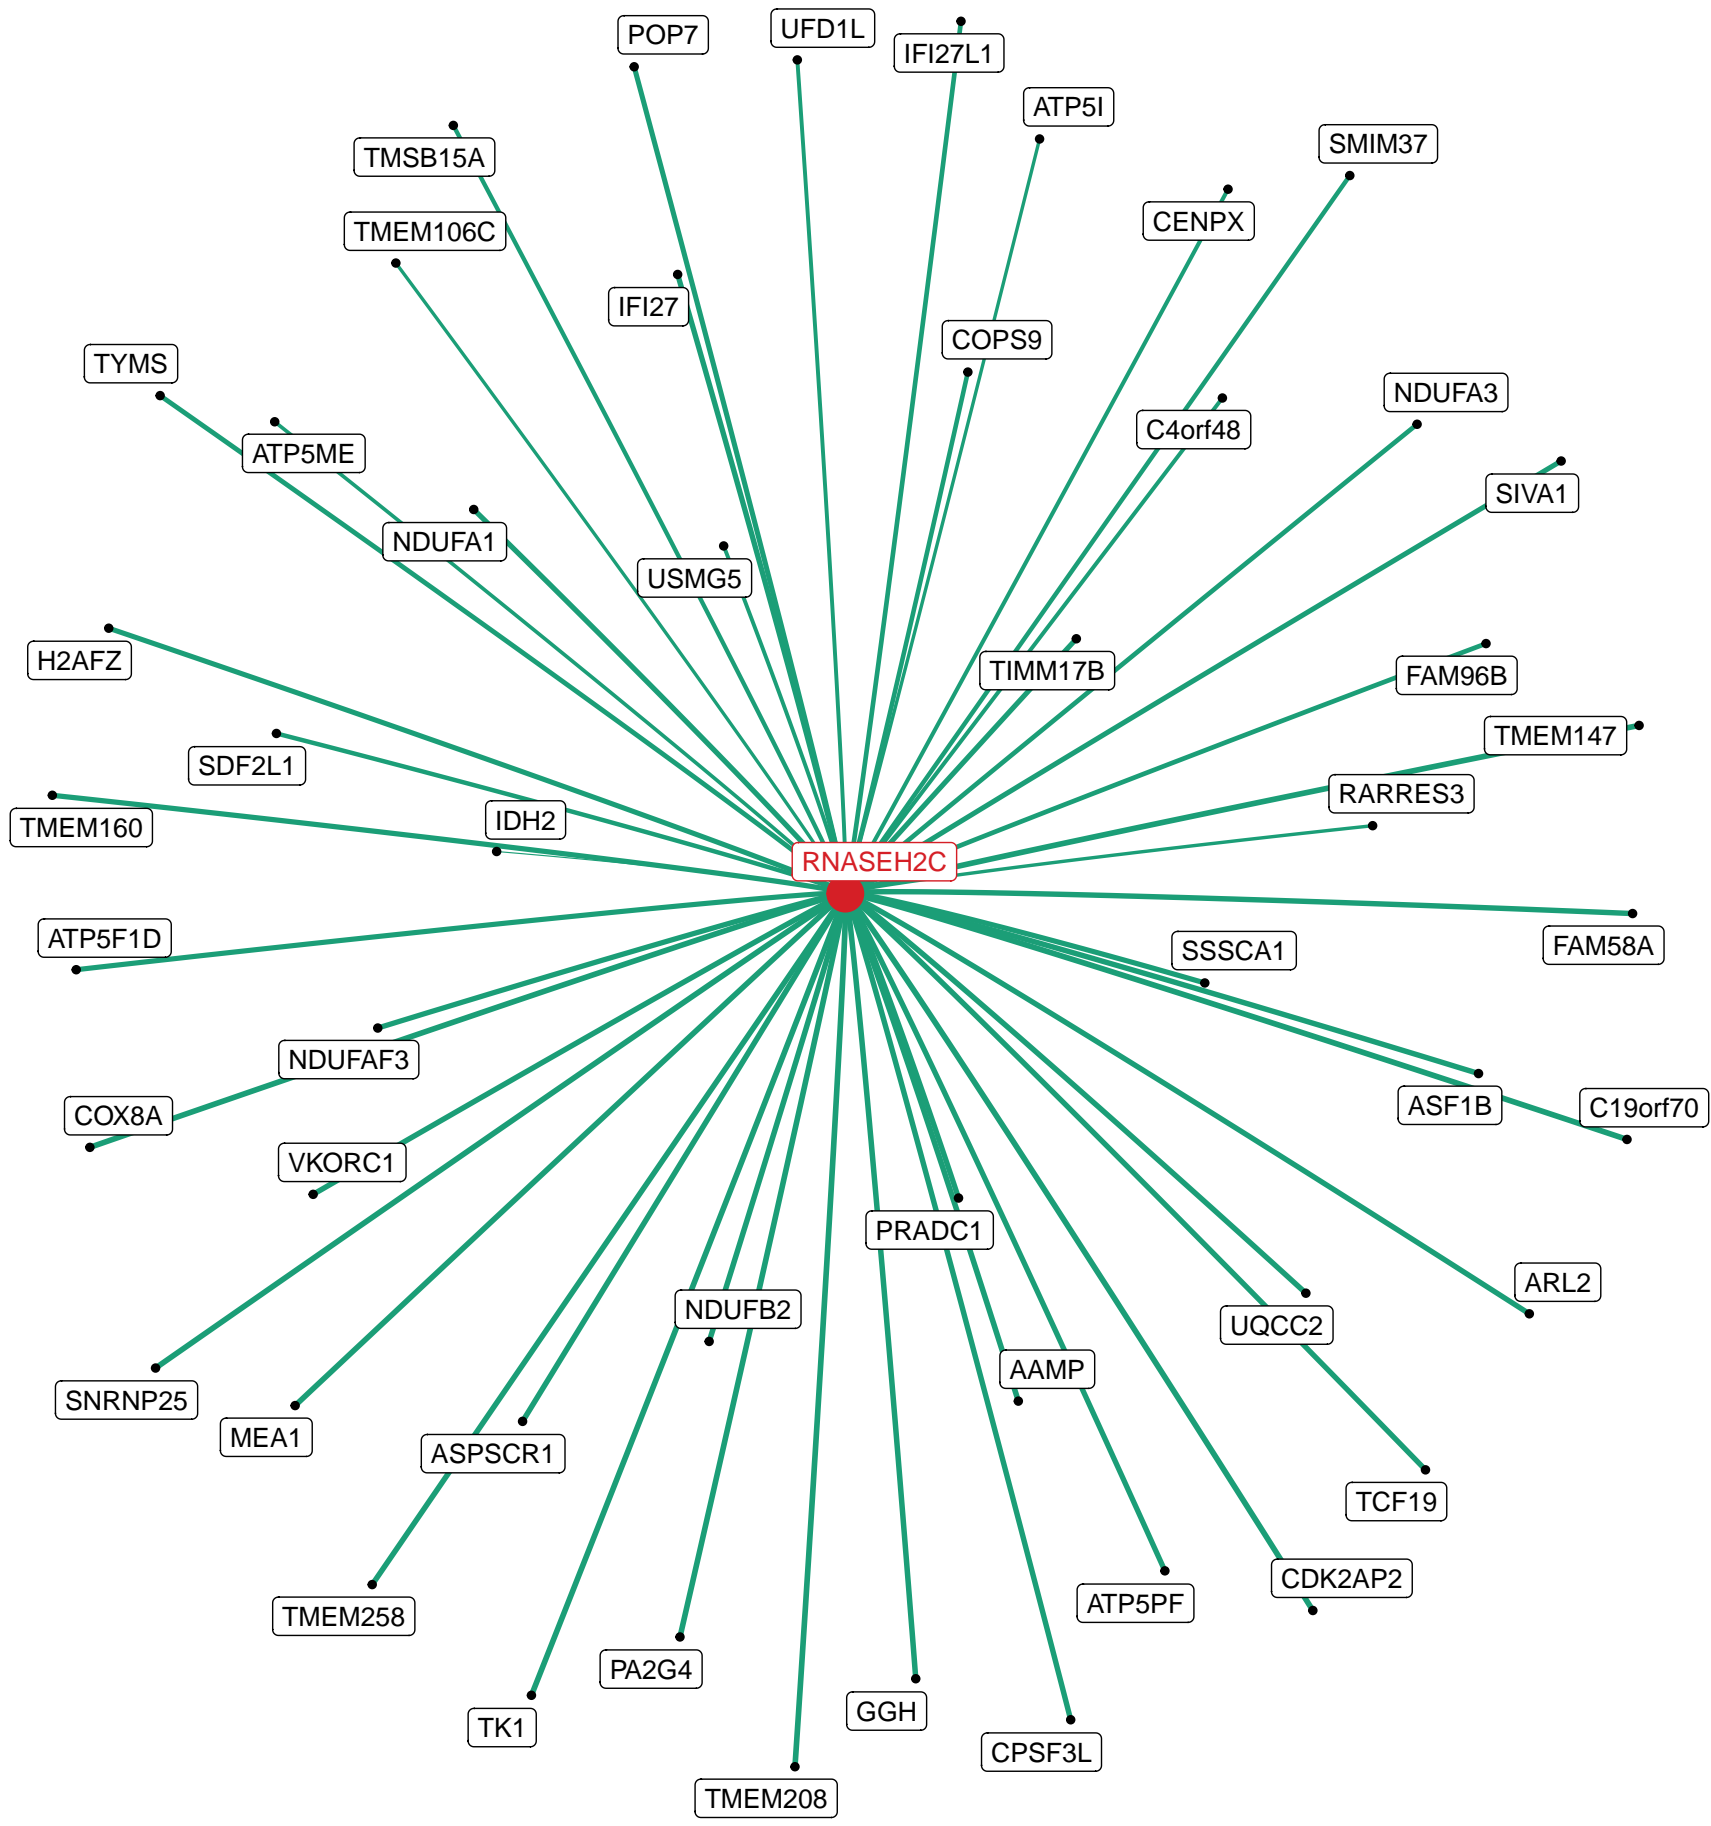 POP7
UFD1L
IFI27L1
ATP5I
SMIM37
TMSB15A
CENPX
TMEM106C
IFI27
COPS9
TYMS
NDUFA3
C4orf48
ATP5ME
SIVA1
NDUFA1
USMG5
H2AFZ
TIMM17B
FAM96B
TMEM147
SDF2L1
RARRES3
IDH2
TMEM160
RNASEH2C
ATP5F1D
FAM58A
SSSCA1
NDUFAF3
ASF1B
C19orf70
COX8A
VKORC1
PRADC1
ARL2
NDUFB2
UQCC2
AAMP
SNRNP25
MEA1
ASPSCR1
TCF19
CDK2AP2
ATP5PF
TMEM258
PA2G4
GGH
TK1
CPSF3L
TMEM208